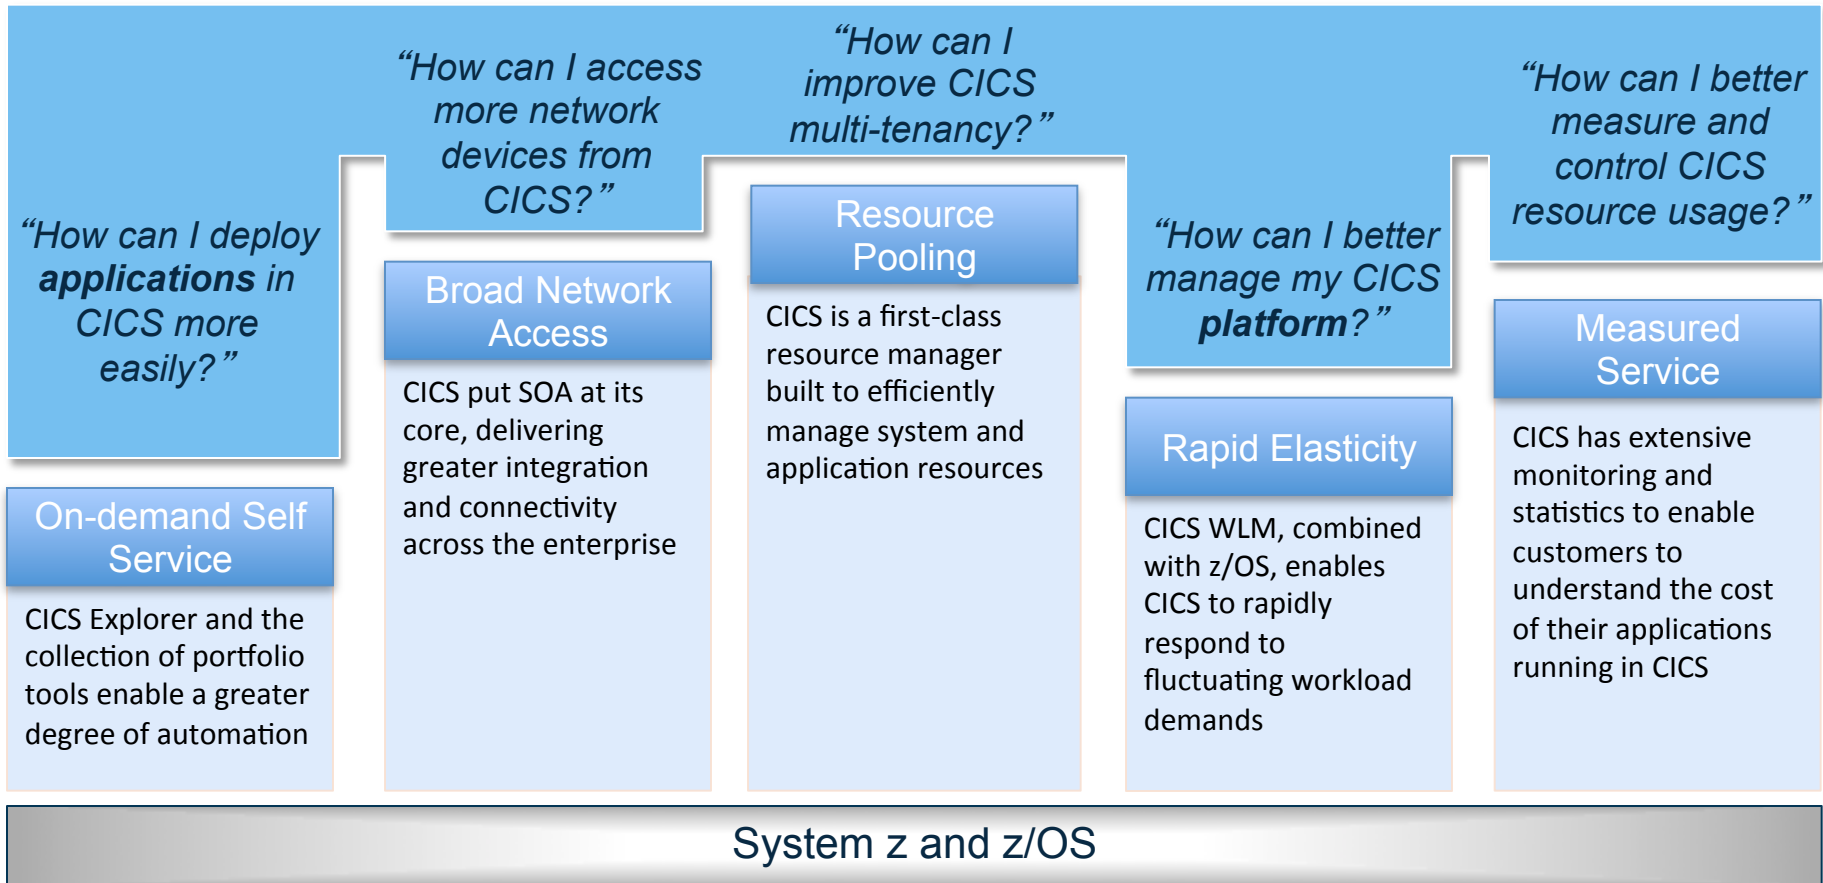 “How can I deploy
applications in
CICS more
easily?”
On-demand Self
Service
CICS Explorer and the
collection of portfolio
tools enable a greater
degree of automation
“How can I access
more network
devices from
CICS?”
Broad Network
Access
CICS put SOA at its
core, delivering
greater integration
and connectivity
across the enterprise
“How can I
improve CICS
multi-tenancy?”
Resource
Pooling
CICS is a first-class
resource manager
built to efficiently
manage system and
application resources
“How can I better
manage my CICS
platform?”
Rapid Elasticity
CICS WLM, combined
with z/OS, enables
CICS to rapidly
respond to
fluctuating workload
demands
“How can I better
measure and
control CICS
resource usage?”
Measured
Service
CICS has extensive
monitoring and
statistics to enable
customers to
understand the cost
of their applications
running in CICS
System z and z/OS